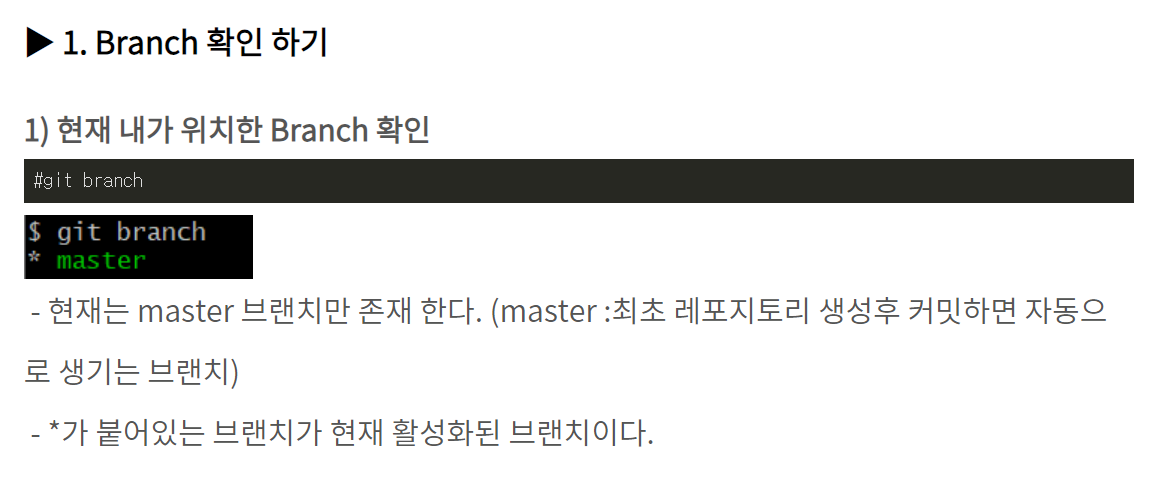 ▶ 1. Branch 확인 하기
1) 현재 내가 위치한 Branch 확인
#git branch
$ git branch
* master
- 현재는 master 브랜치만 존재 한다. (master :최초 레포지토리 생성후 커밋하면 자동으
로 생기는 브랜치)
- *가 붙어있는 브랜치가 현재 활성화된 브랜치이다.